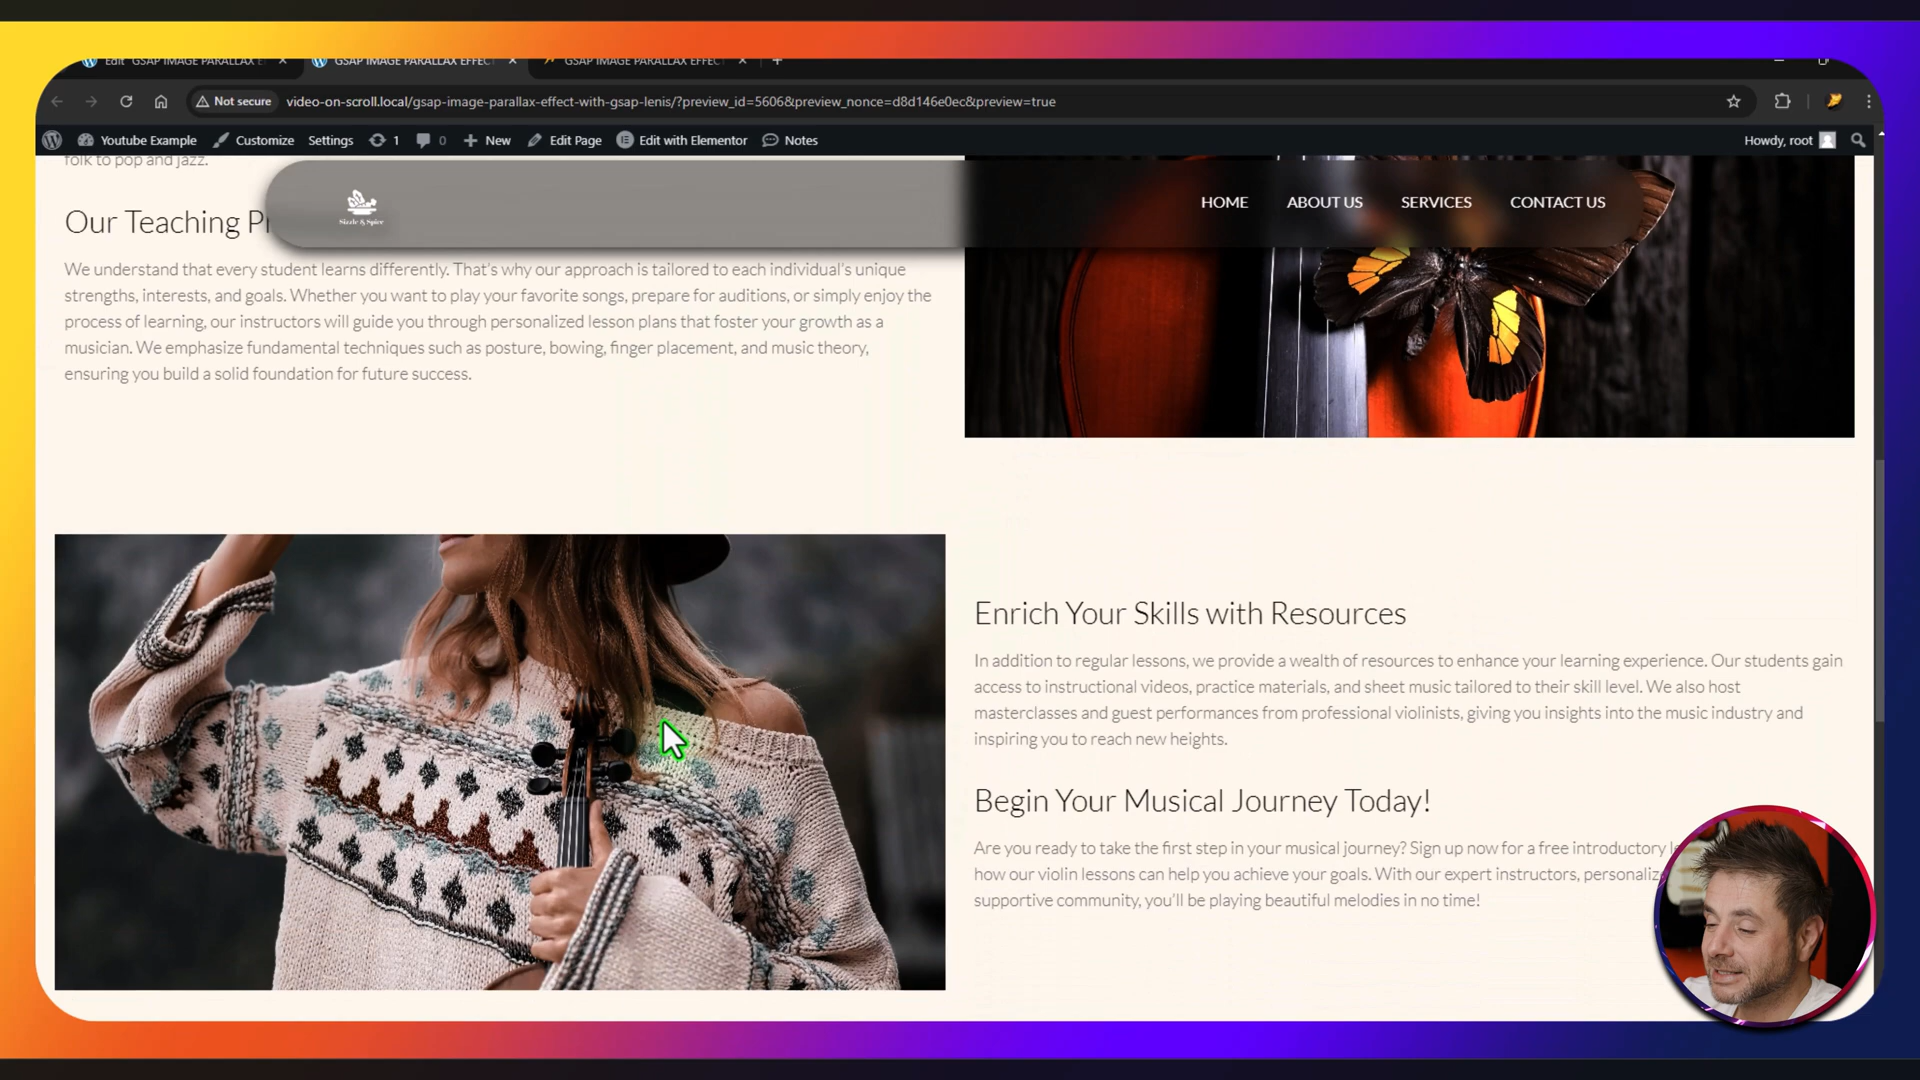 Edit "GSAP IMAGE PARALLAX E
GSAP IMAGE PARALLAX EFFECT
GSAP IMAGE PARALLAX EFFECT
Not secure
video-on-scroll.local/gsap-image-parallax-effect-with-gsap-lenis/?preview_id=5606&preview_nonce=d8d146e0ec&preview=true
Youtube Example
Customize
Settings
1
0
New
Edit Page
Edit with Elementor
Notes
Howdy, root
folk to pop and jazz.
Sizzle & Spice
HOME
ABOUT US
SERVICES
CONTACT US
Our Teaching P
We understand that every student learns differently. That's why our approach is tailored to each individual's unique
strengths, interests, and goals. Whether you want to play your favorite songs, prepare for auditions, or simply enjoy the
process of learning, our instructors will guide you through personalized lesson plans that foster your growth as a
musician. We emphasize fundamental techniques such as posture, bowing, finger placement, and music theory,
ensuring you build a solid foundation for future success.
Enrich Your Skills with Resources
In addition to regular lessons, we provide a wealth of resources to enhance your learning experience. Our students gain
access to instructional videos, practice materials, and sheet music tailored to their skill level. We also host
masterclasses and guest performances from professional violinists, giving you insights into the music industry and
inspiring you to reach new heights.
Begin Your Musical Journey Today!
Are you ready to take the first step in your musical journey? Sign up now for a free introductory le
how our violin lessons can help you achieve your goals. With our expert instructors, personaliz
supportive community, you'll be playing beautiful melodies in no time!